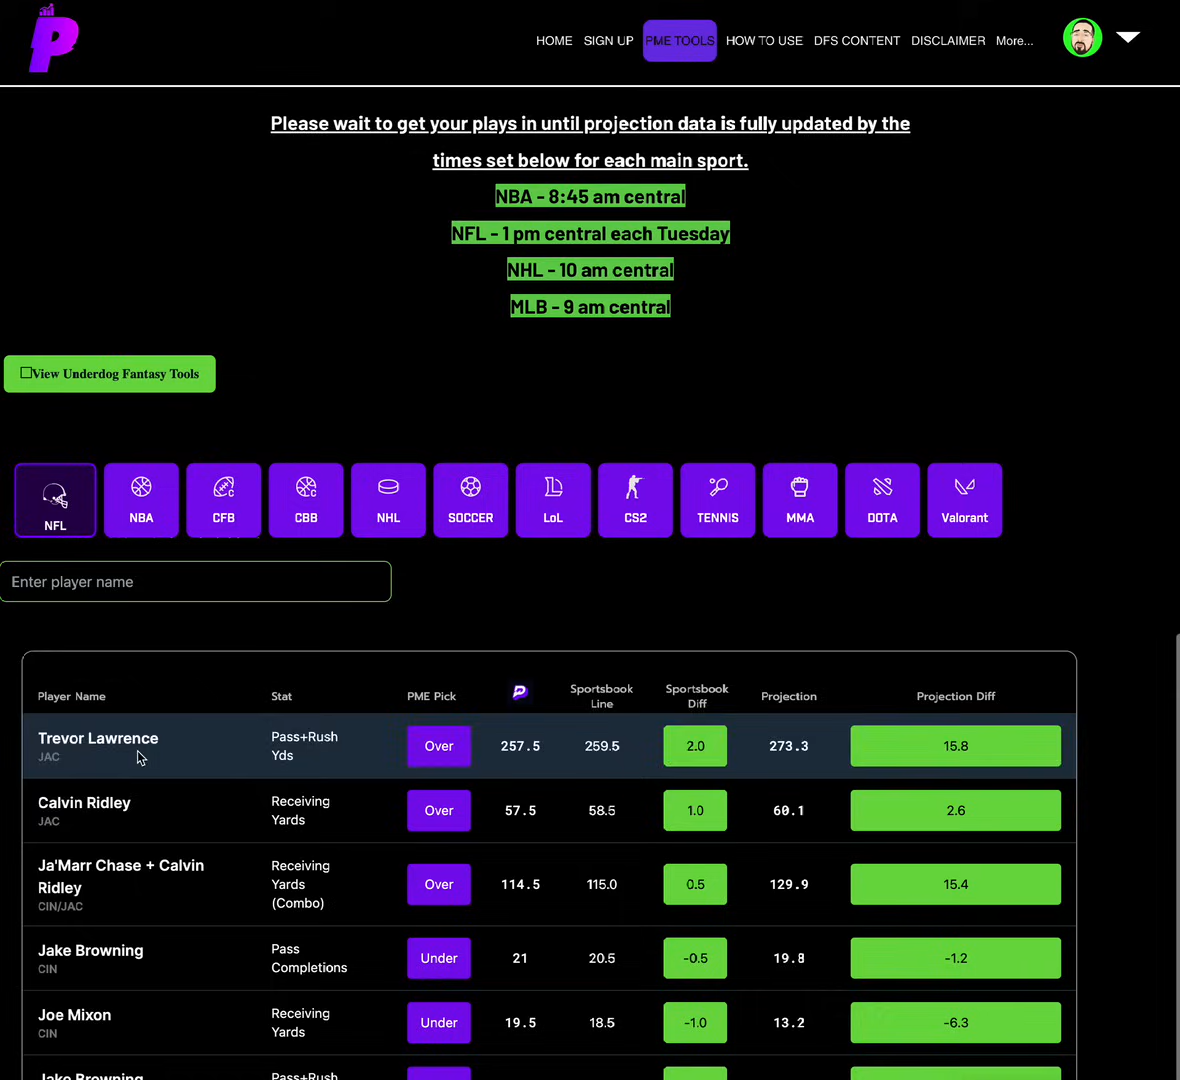 P
HOME SIGN UP PME TOOLS HOW TO USE DFS CONTENT DISCLAIMER More...
Please wait to get your plays in until projection data is fully updated by the
times set below for each main sport.
NBA - 8:45 am central
NFL - 1 pm central each Tuesday
NHL - 10 am central
MLB - 9 am central
View Underdog Fantasy Tools
NFL NBA CFB CBB NHL SOCCER LoL CS2 TENNIS MMA DOTA Valorant
Enter player name
Player Name Stat PME Pick P Sportsbook Line Sportsbook Diff Projection Projection Diff
Trevor Lawrence JAC Pass+Rush Yds Over 257.5 259.5 2.0 273.3 15.8
Calvin Ridley JAC Receiving Yards Over 57.5 58.5 1.0 60.1 2.6
Ja'Marr Chase + Calvin Ridley CIN/JAC Receiving Yards (Combo) Over 114.5 115.0 0.5 129.9 15.4
Jake Browning CIN Pass Completions Under 21 20.5 -0.5 19.8 -1.2
Joe Mixon CIN Receiving Yards Under 19.5 18.5 -1.0 13.2 -6.3
Jake Browning Pass+Rush